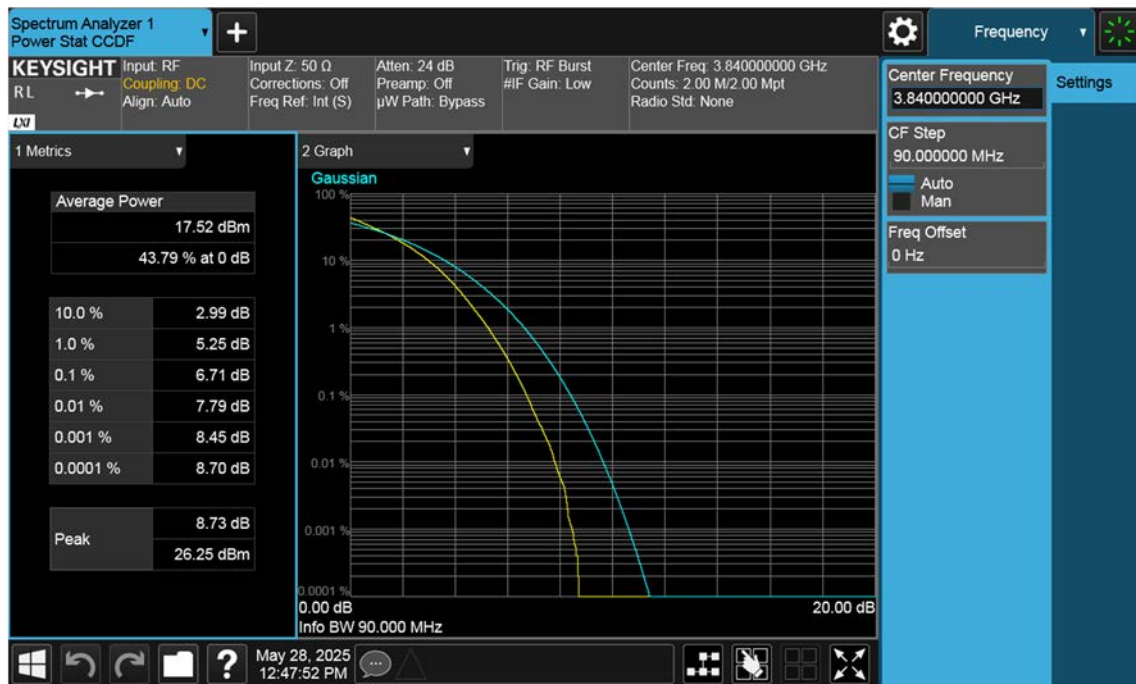 Spectrum Analyzer 1
Power Stat CCDF
+
Frequency
KEYSIGHT
RL
LXI
Input: RF
Coupling: DC
Align: Auto
Input Z: 50 Ω
Corrections: Off
Freq Ref: Int (S)
Atten: 24 dB
Preamp: Off
µW Path: Bypass
Trig: RF Burst
#IF Gain: Low
Center Freq: 3.840000000 GHz
Counts: 2.00 M/2.00 Mpt
Radio Std: None
Center Frequency
3.840000000 GHz
Settings
CF Step
90.000000 MHz
Auto
Man
Freq Offset
0 Hz
1 Metrics
Average Power
17.52 dBm
43.79 % at 0 dB
10.0 % 2.99 dB
1.0 % 5.25 dB
0.1 % 6.71 dB
0.01 % 7.79 dB
0.001 % 8.45 dB
0.0001 % 8.70 dB
Peak
8.73 dB
26.25 dBm
2 Graph
Gaussian
100 %
10 %
1 %
0.1 %
0.01 %
0.001 %
0.0001 %
0.00 dB 20.00 dB
Info BW 90.000 MHz
?
May 28, 2025
12:47:52 PM